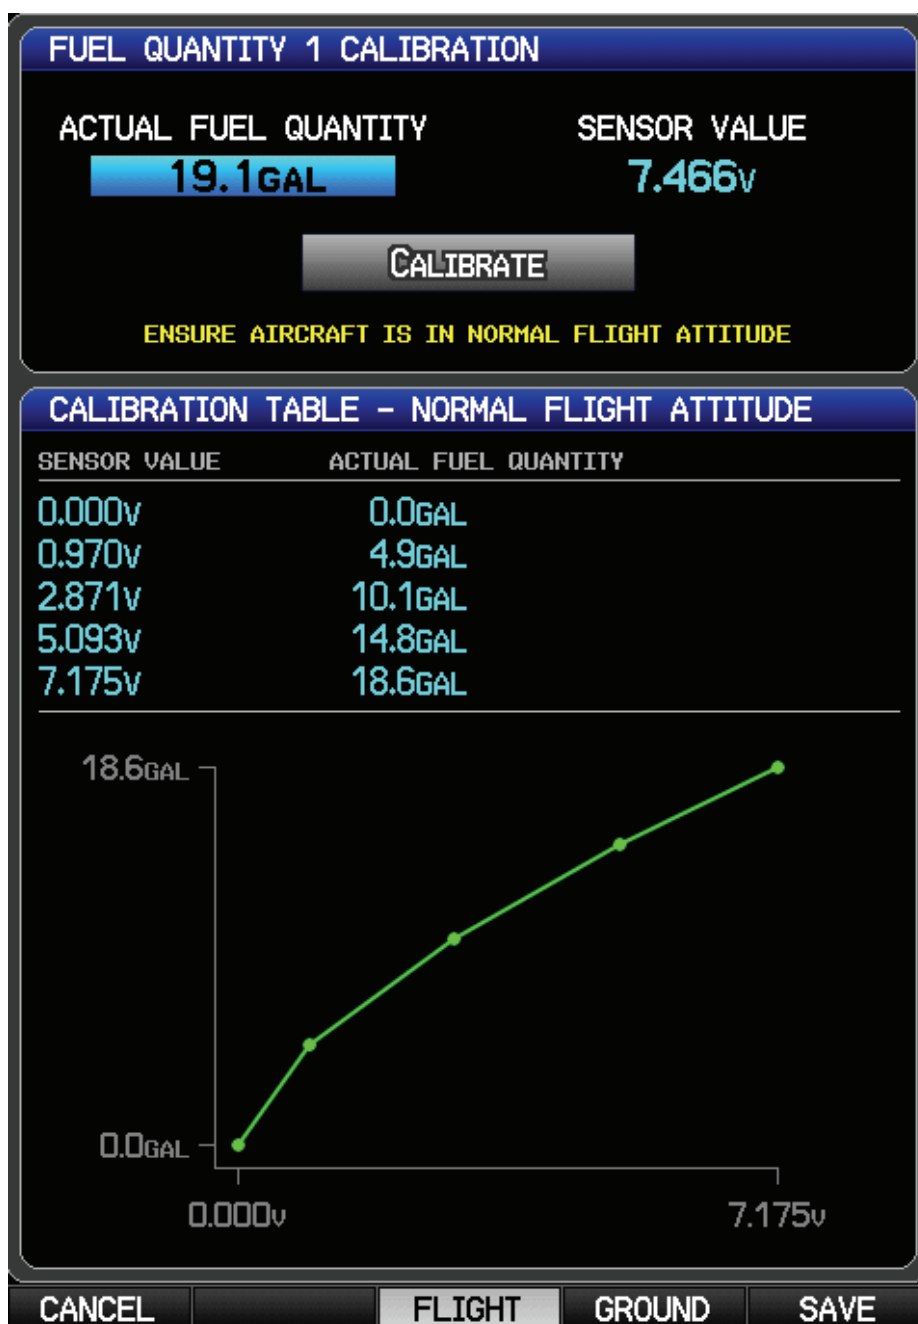 FUEL QUANTITY 1 CALIBRATION
ACTUAL FUEL QUANTITY SENSOR VALUE
19.1GAL 7.466V
CALIBRATE
ENSURE AIRCRAFT IS IN NORMAL FLIGHT ATTITUDE
CALIBRATION TABLE – NORMAL FLIGHT ATTITUDE
SENSOR VALUE ACTUAL FUEL QUANTITY
0.000V 0.0GAL
0.970V 4.9GAL
2.871V 10.1GAL
5.093V 14.8GAL
7.175V 18.6GAL
18.6GAL
0.0GAL
0.000V 7.175V
CANCEL FLIGHT GROUND SAVE